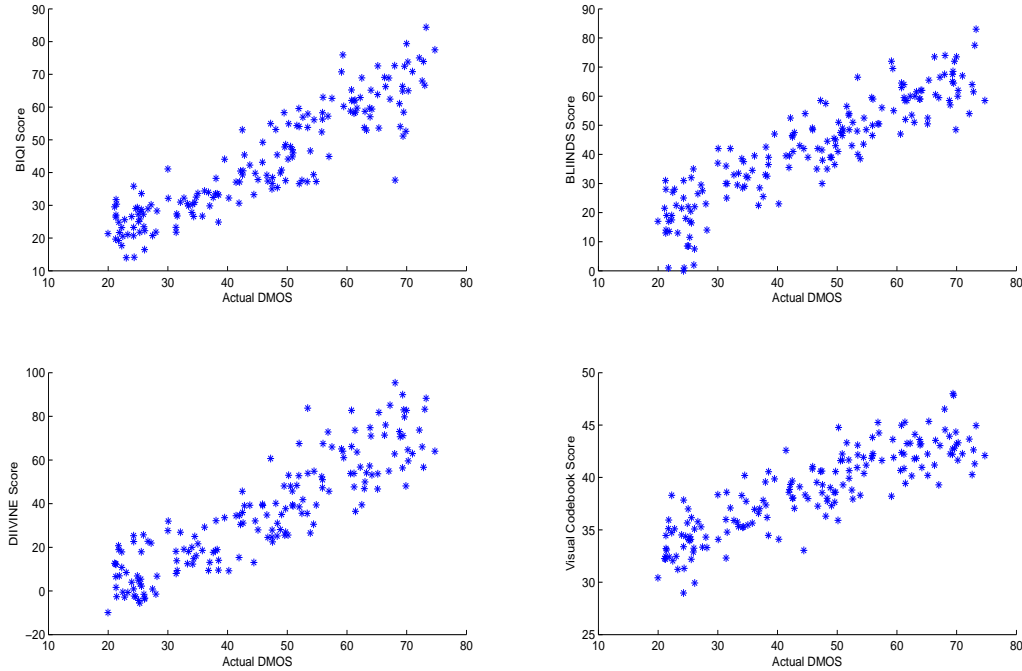 90
80
70
60
50
40
30
20
10
BIQI Score
10 20 30 40 50 60 70 80
Actual DMOS
90
80
70
60
50
40
30
20
10
0
BLIINDS Score
10 20 30 40 50 60 70 80
Actual DMOS
100
80
60
40
20
0
−20
DIIVINE Score
10 20 30 40 50 60 70 80
Actual DMOS
50
45
40
35
30
25
Visual Codebook Score
10 20 30 40 50 60 70 80
Actual DMOS